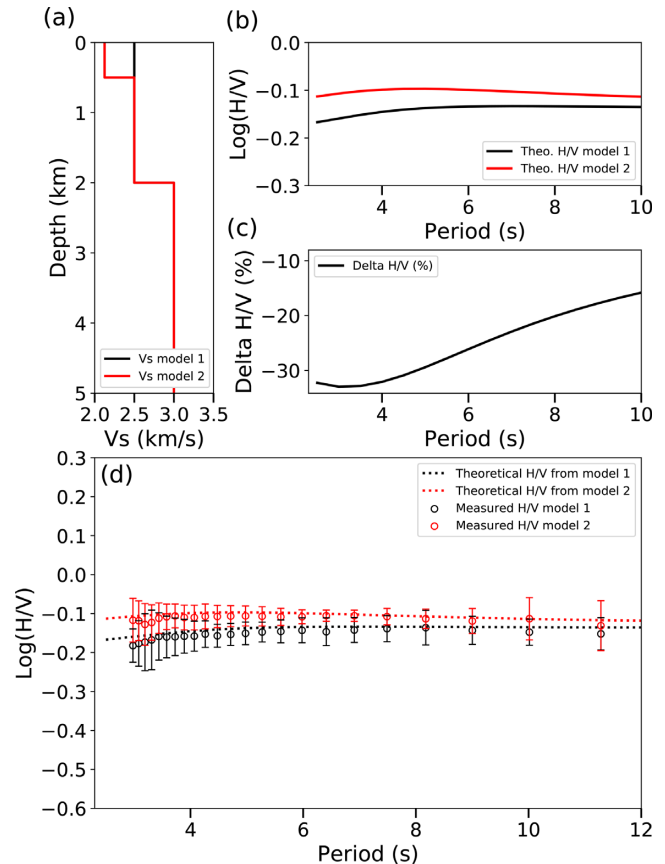 (a)
0
1
2
3
4
5
Depth (km)
Vs model 1
Vs model 2
2.0 2.5 3.0 3.5
Vs (km/s)
(b)
0.0
−0.1
−0.2
−0.3
Log(H/V)
Theo. H/V model 1
Theo. H/V model 2
4 6 8 10
Period (s)
(c)
−10
−20
−30
Delta H/V (%)
Delta H/V (%)
4 6 8 10
Period (s)
(d)
0.3
0.2
0.1
0.0
−0.1
−0.2
−0.3
−0.4
−0.5
−0.6
Log(H/V)
Theoretical H/V from model 1
Theoretical H/V from model 2
Measured H/V model 1
Measured H/V model 2
4 6 8 10 12
Period (s)